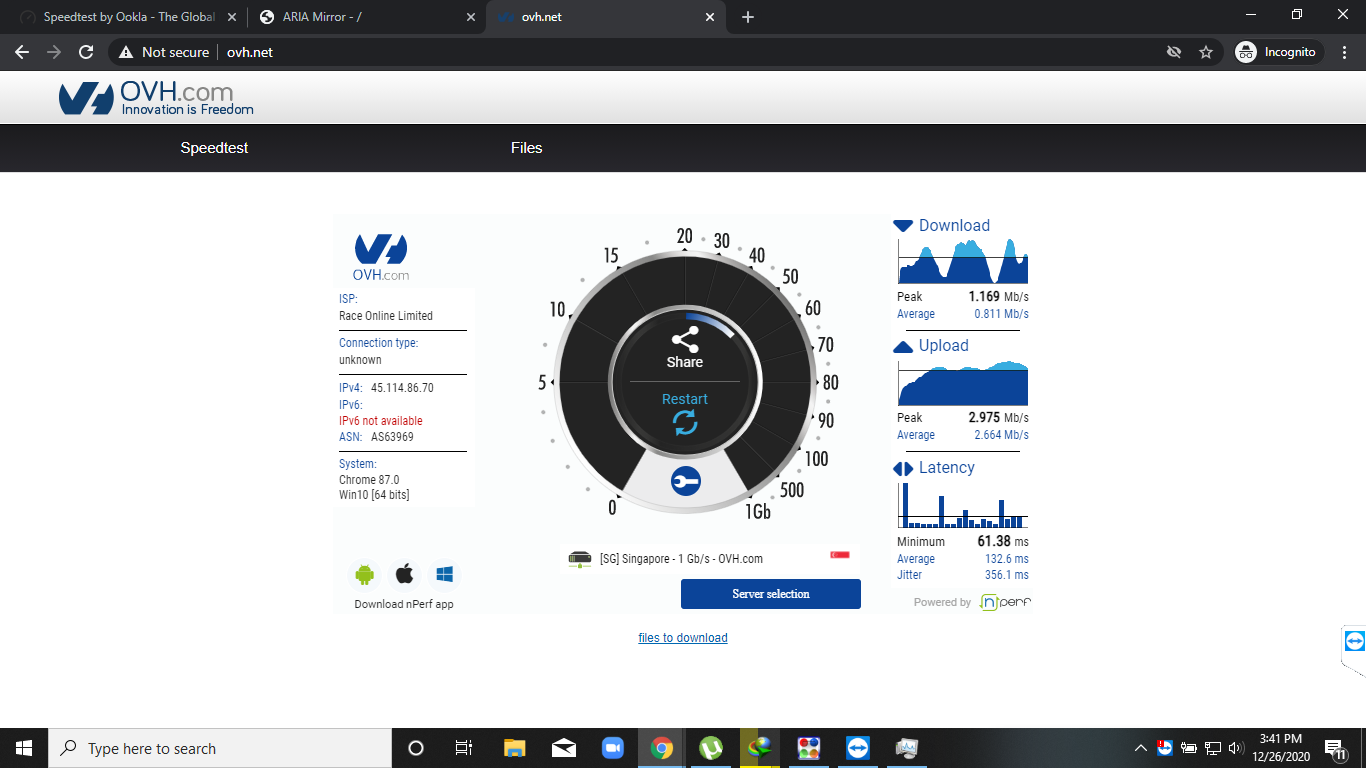 Speedtest by Ookla - The Global
ARIA Mirror - /
ovh.net
Not secure
ovh.net
Incognito
OVH.com
Innovation is Freedom
Speedtest
Files
OVH.com
ISP:
Race Online Limited
Connection type:
unknown
IPv4: 45.114.86.70
IPv6:
IPv6 not available
ASN: AS63969
System:
Chrome 87.0
Win10 [64 bits]
Download nPerf app
0
5
10
15
20
30
40
50
60
70
80
90
100
500
1Gb
Share
Restart
[SG] Singapore - 1 Gb/s - OVH.com
Server selection
files to download
Download
Peak 1.169 Mb/s
Average 0.811 Mb/s
Upload
Peak 2.975 Mb/s
Average 2.664 Mb/s
Latency
Minimum 61.38 ms
Average 132.6 ms
Jitter 356.1 ms
Powered by nperf
Type here to search
3:41 PM
12/26/2020
11